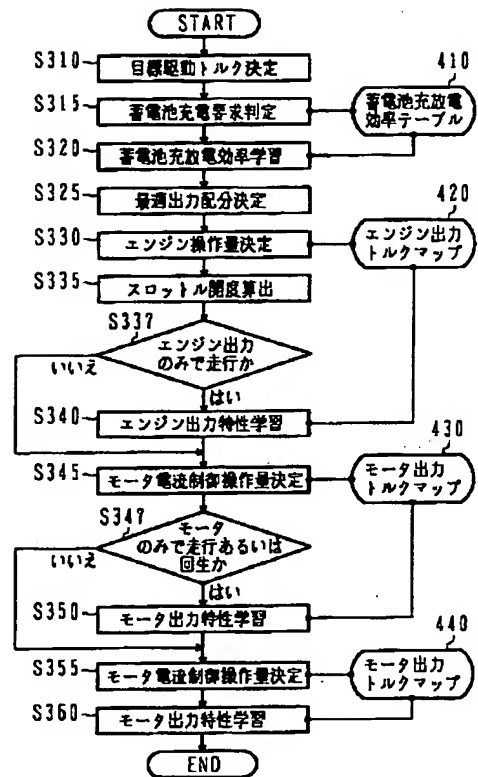 START
S310
目標駆動トルク決定
410
S315
蓄電池充電要求判定
蓄電池充放電
効率テーブル
S320
蓄電池充放電効率学習
S325
最適出力配分決定
420
S330
エンジン操作量決定
エンジン出力
トルクマップ
S335
スロットル開度算出
S337
エンジン出力
のみで走行か
いいえ
はい
S340
エンジン出力特性学習
430
S345
モータ電流制御操作量決定
モータ出力
トルクマップ
S347
モータ
のみで走行あるいは
回生か
いいえ
はい
S350
モータ出力特性学習
440
S355
モータ電流制御操作量決定
モータ出力
トルクマップ
S360
モータ出力特性学習
END